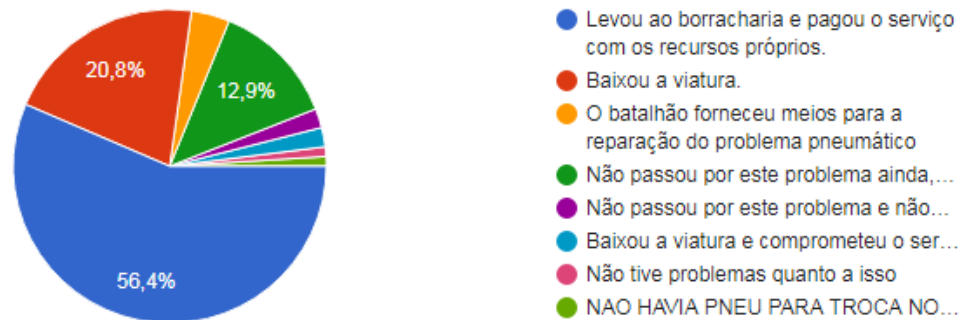 20,8%
12,9%
56,4%
Levou ao borracharia e pagou o serviço
com os recursos próprios.
Baixou a viatura.
O batalhão forneceu meios para a
reparação do problema pneumático
Não passou por este problema ainda,...
Não passou por este problema e não...
Baixou a viatura e comprometeu o ser...
Não tive problemas quanto a isso
NAO HAVIA PNEU PARA TROCA NO...